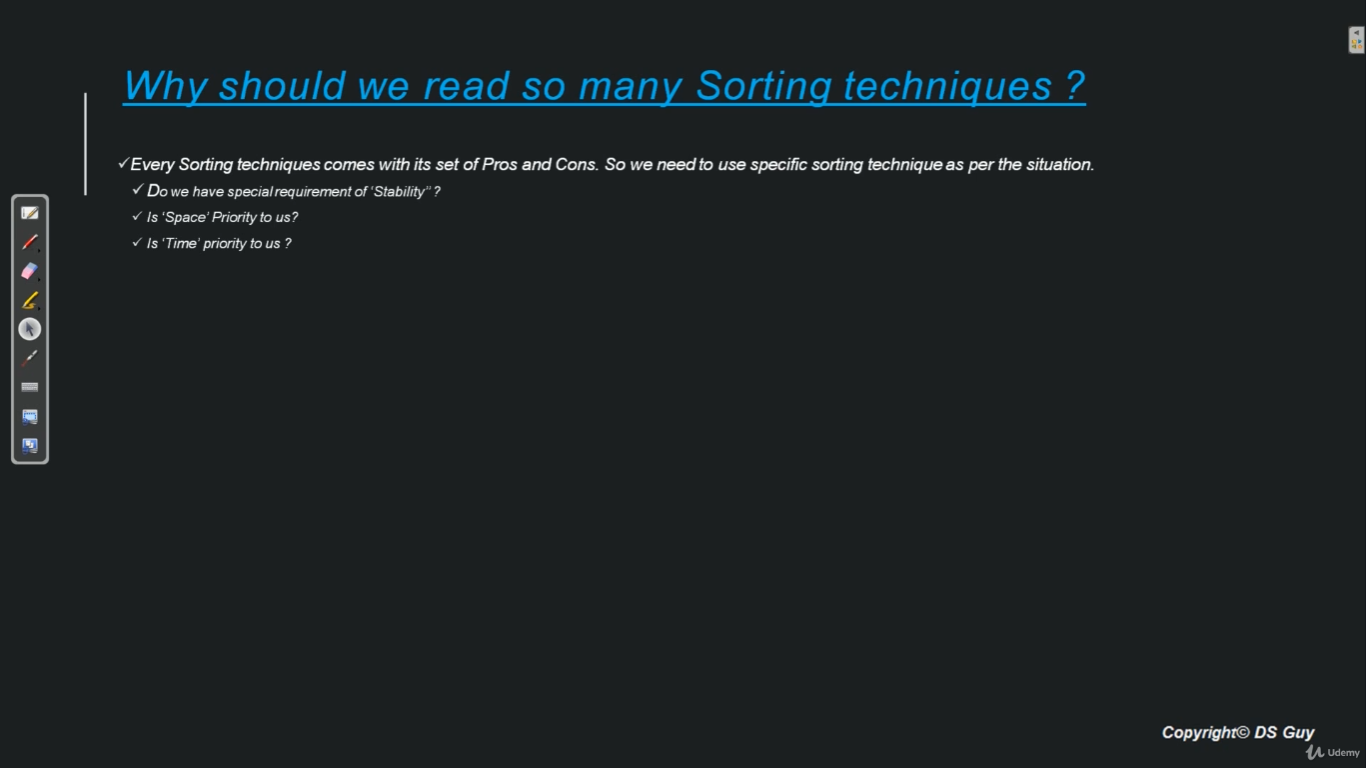 Why should we read so many Sorting techniques ?
✓Every Sorting techniques comes with its set of Pros and Cons. So we need to use specific sorting technique as per the situation.
✓ Do we have special requirement of ‘Stability’’ ?
✓ Is ‘Space’ Priority to us?
✓ Is ‘Time’ priority to us ?
Copyright© DS Guy
Udemy